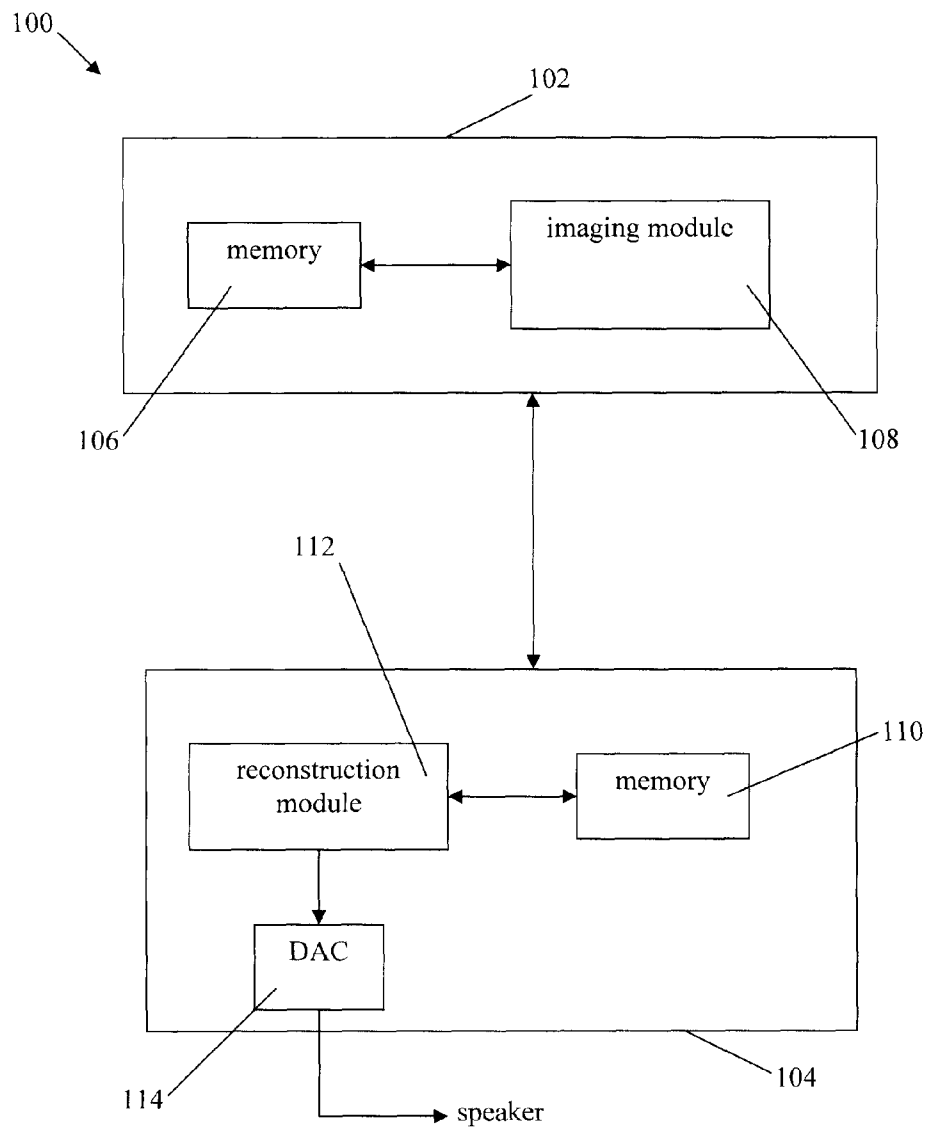 100
102
memory
imaging module
106
108
112
110
reconstruction
module
memory
DAC
114
104
speaker